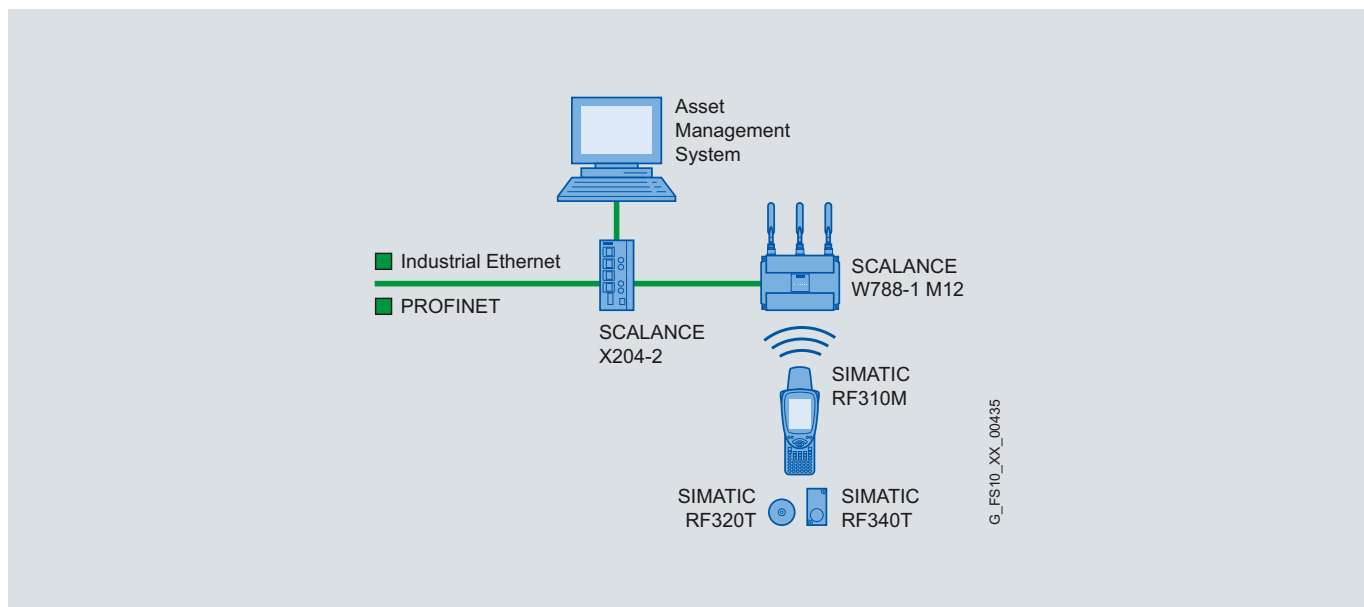 Asset
Management
System
Industrial Ethernet
PROFINET
SCALANCE
X204-2
SCALANCE
W788-1 M12
SIMATIC
RF310M
SIMATIC
RF320T
SIMATIC
RF340T
G_FS10_XX_00435